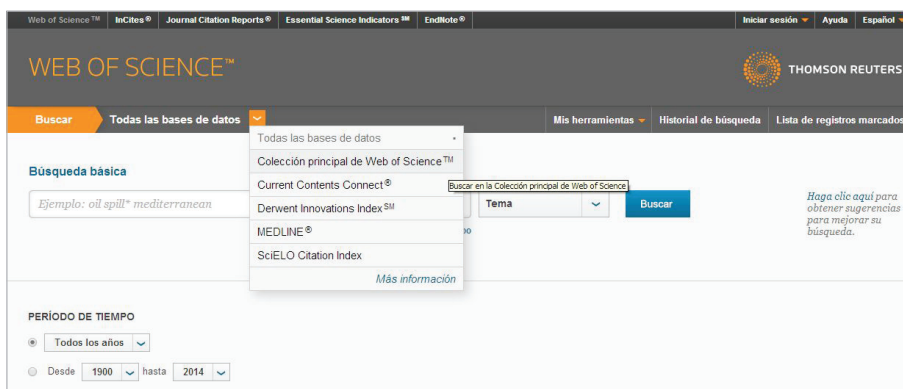 Web of Science™ InCites® Journal Citation Reports® Essential Science Indicators SM EndNote® Iniciar sesión Ayuda Español
WEB OF SCIENCE™
THOMSON REUTERS
Buscar Todas las bases de datos Mis herramientas Historial de búsqueda Lista de registros marcados
Todas las bases de datos
Colección principal de Web of Science™
Current Contents Connect®
Derwent Innovations Index SM
MEDLINE®
SciELO Citation Index
Más información
Buscar en la Colección principal de Web of Science
Búsqueda básica
Ejemplo: oil spill* mediterranean Tema Buscar
Haga clic aquí para
obtener sugerencias
para mejorar su
búsqueda.
PERÍODO DE TIEMPO
Todos los años
Desde 1900 hasta 2014